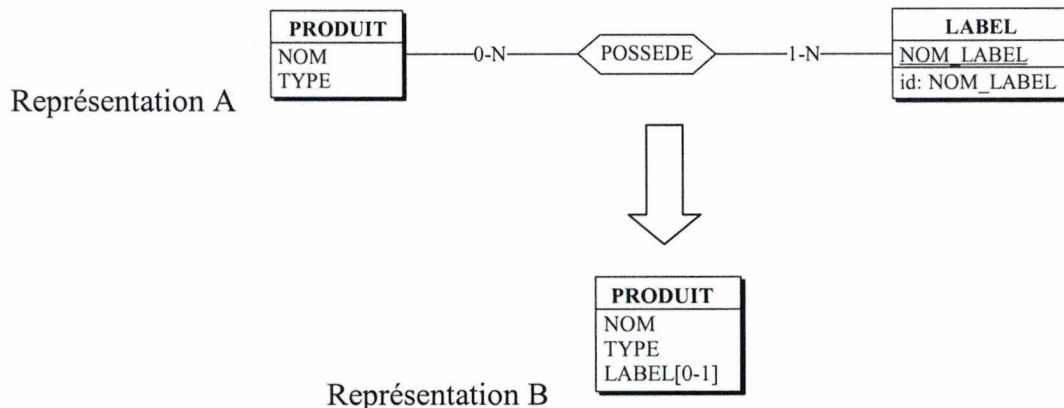 PRODUIT
NOM
TYPE
0-N
POSSEDE
1-N
LABEL
NOM_LABEL
id: NOM_LABEL
Représentation A
PRODUIT
NOM
TYPE
LABEL[0-1]
Représentation B